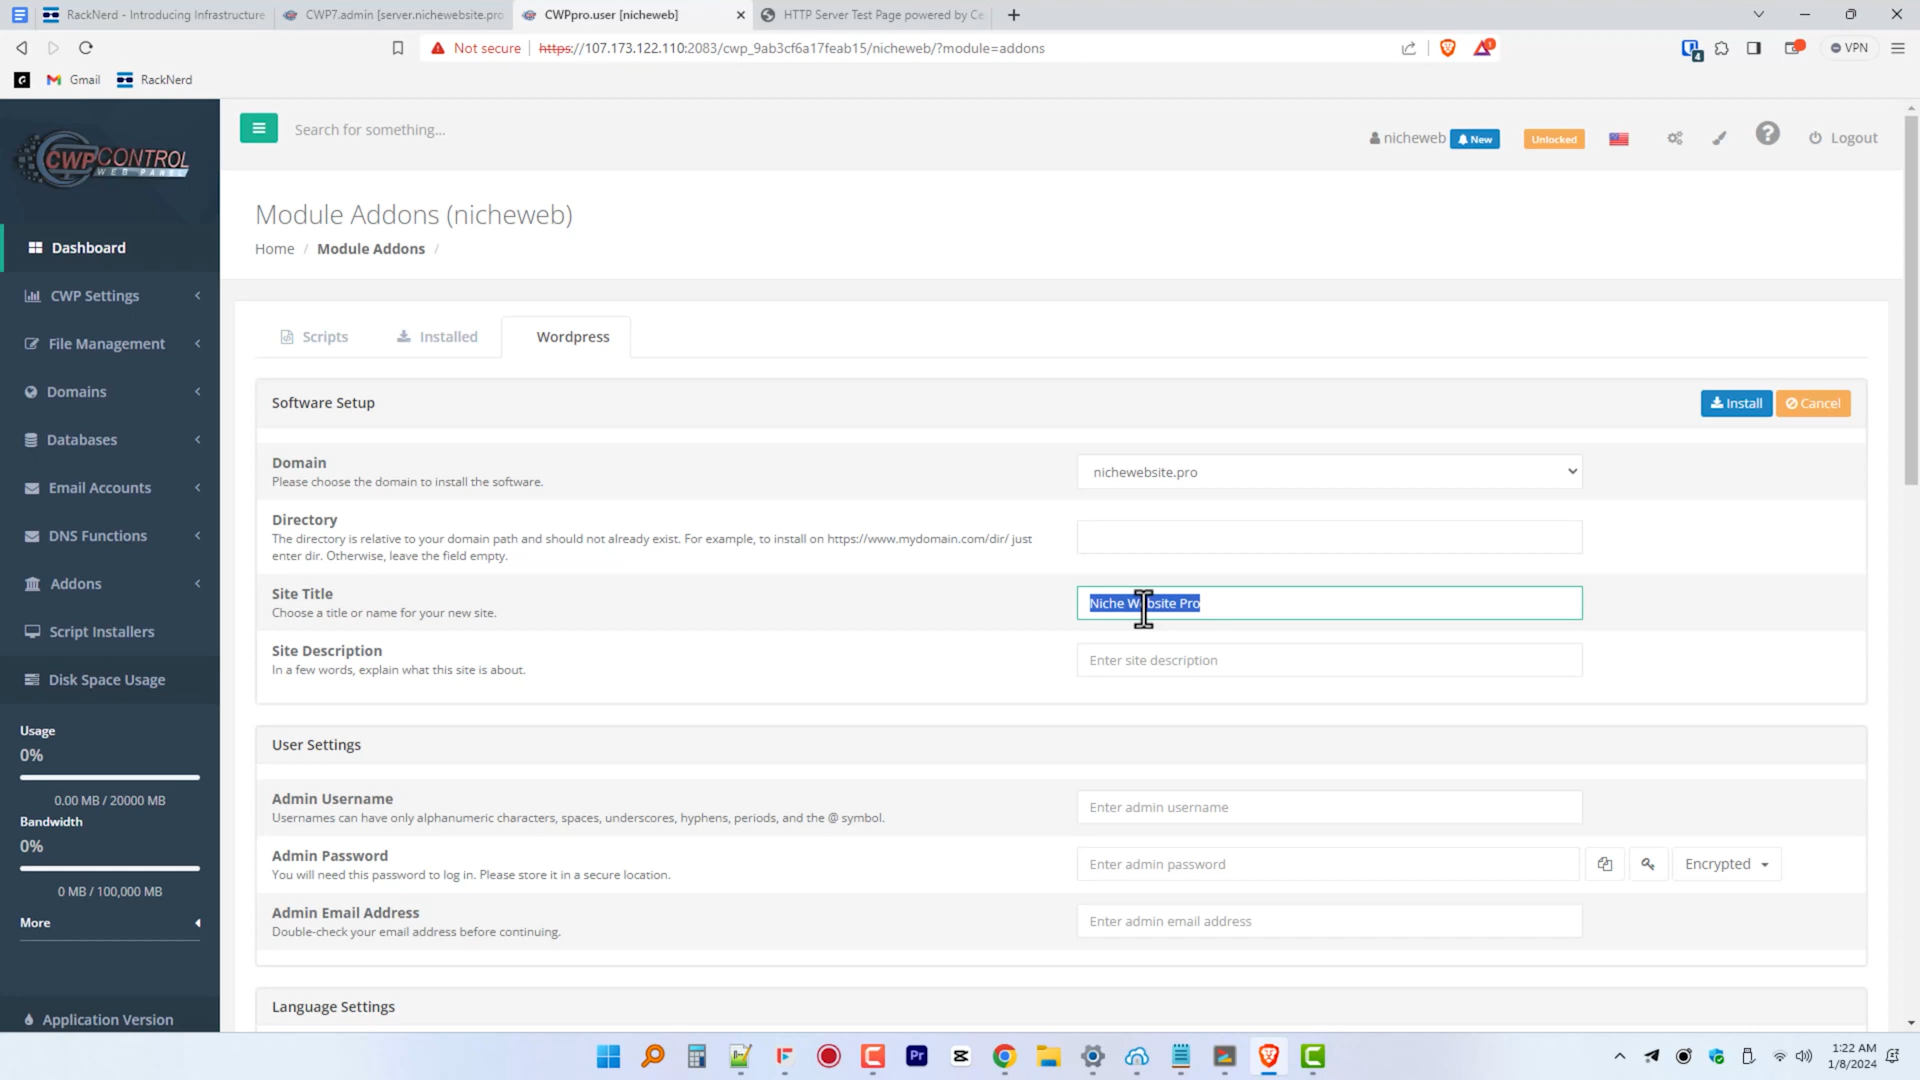 RackNerd - Introducing Infrastructure
CWP7.admin [server.nichewebsite.pro
CWPpro.user [nicheweb]
HTTP Server Test Page powered by Ce
Not secure
https://107.173.122.110:2083/cwp_9ab3cf6a17feab15/nicheweb/?module=addons
VPN
Gmail
RackNerd
CWPCONTROL
WEB PANEL
Search for something...
nicheweb
New
Unlocked
Logout
Module Addons (nicheweb)
Home / Module Addons /
Dashboard
CWP Settings
File Management
Domains
Databases
Email Accounts
DNS Functions
Addons
Script Installers
Disk Space Usage
Usage
0%
0.00 MB / 20000 MB
Bandwidth
0%
0 MB / 100,000 MB
More
Application Version
Scripts
Installed
Wordpress
Software Setup
Install
Cancel
Domain
Please choose the domain to install the software.
nichewebsite.pro
Directory
The directory is relative to your domain path and should not already exist. For example, to install on https://www.mydomain.com/dir/ just
enter dir. Otherwise, leave the field empty.
Site Title
Choose a title or name for your new site.
Niche Website Pro
Site Description
In a few words, explain what this site is about.
Enter site description
User Settings
Admin Username
Usernames can have only alphanumeric characters, spaces, underscores, hyphens, periods, and the @ symbol.
Enter admin username
Admin Password
You will need this password to log in. Please store it in a secure location.
Enter admin password
Encrypted
Admin Email Address
Double-check your email address before continuing.
Enter admin email address
Language Settings
Pr
1:22 AM
1/8/2024